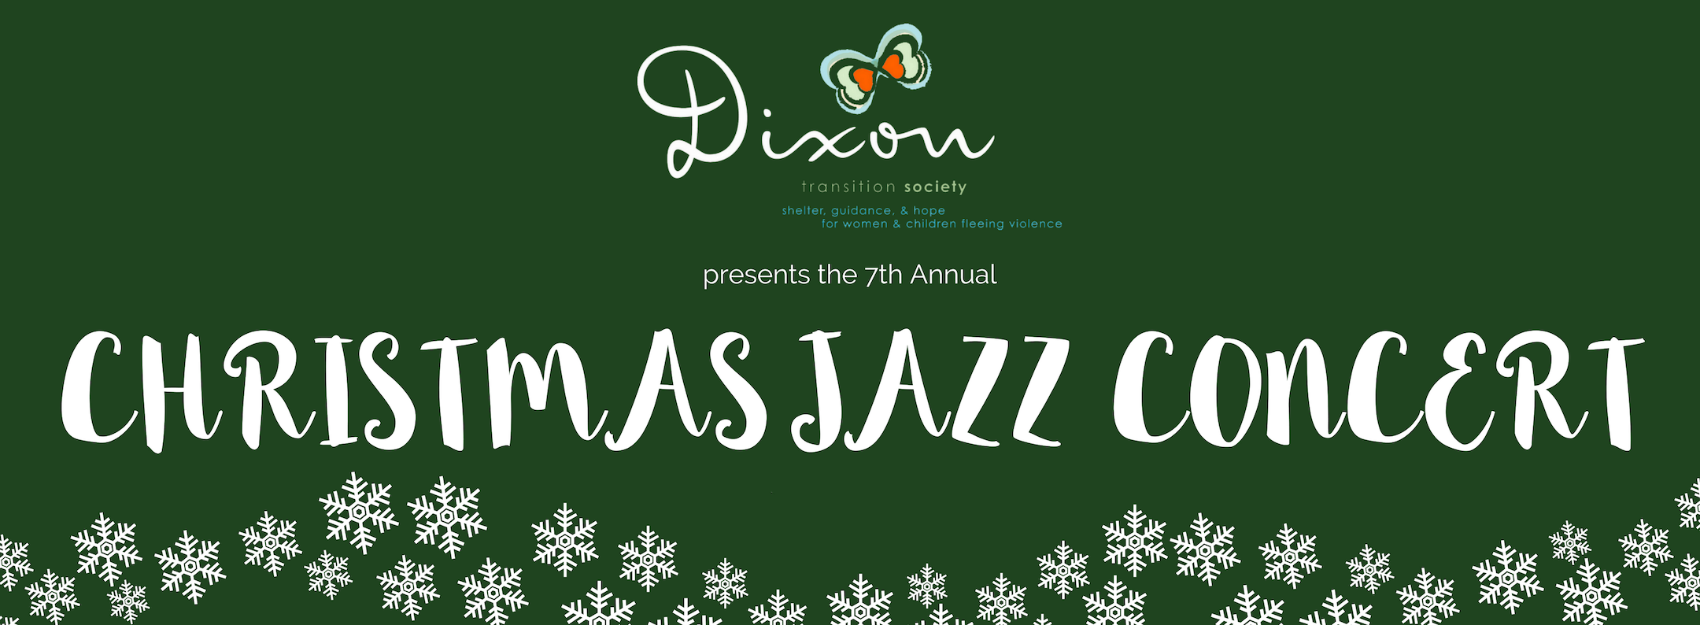 Dixon
transition society
shelter, guidance, & hope
for women & children fleeing violence
presents the 7th Annual
CHRISTMAS JAZZ CONCERT